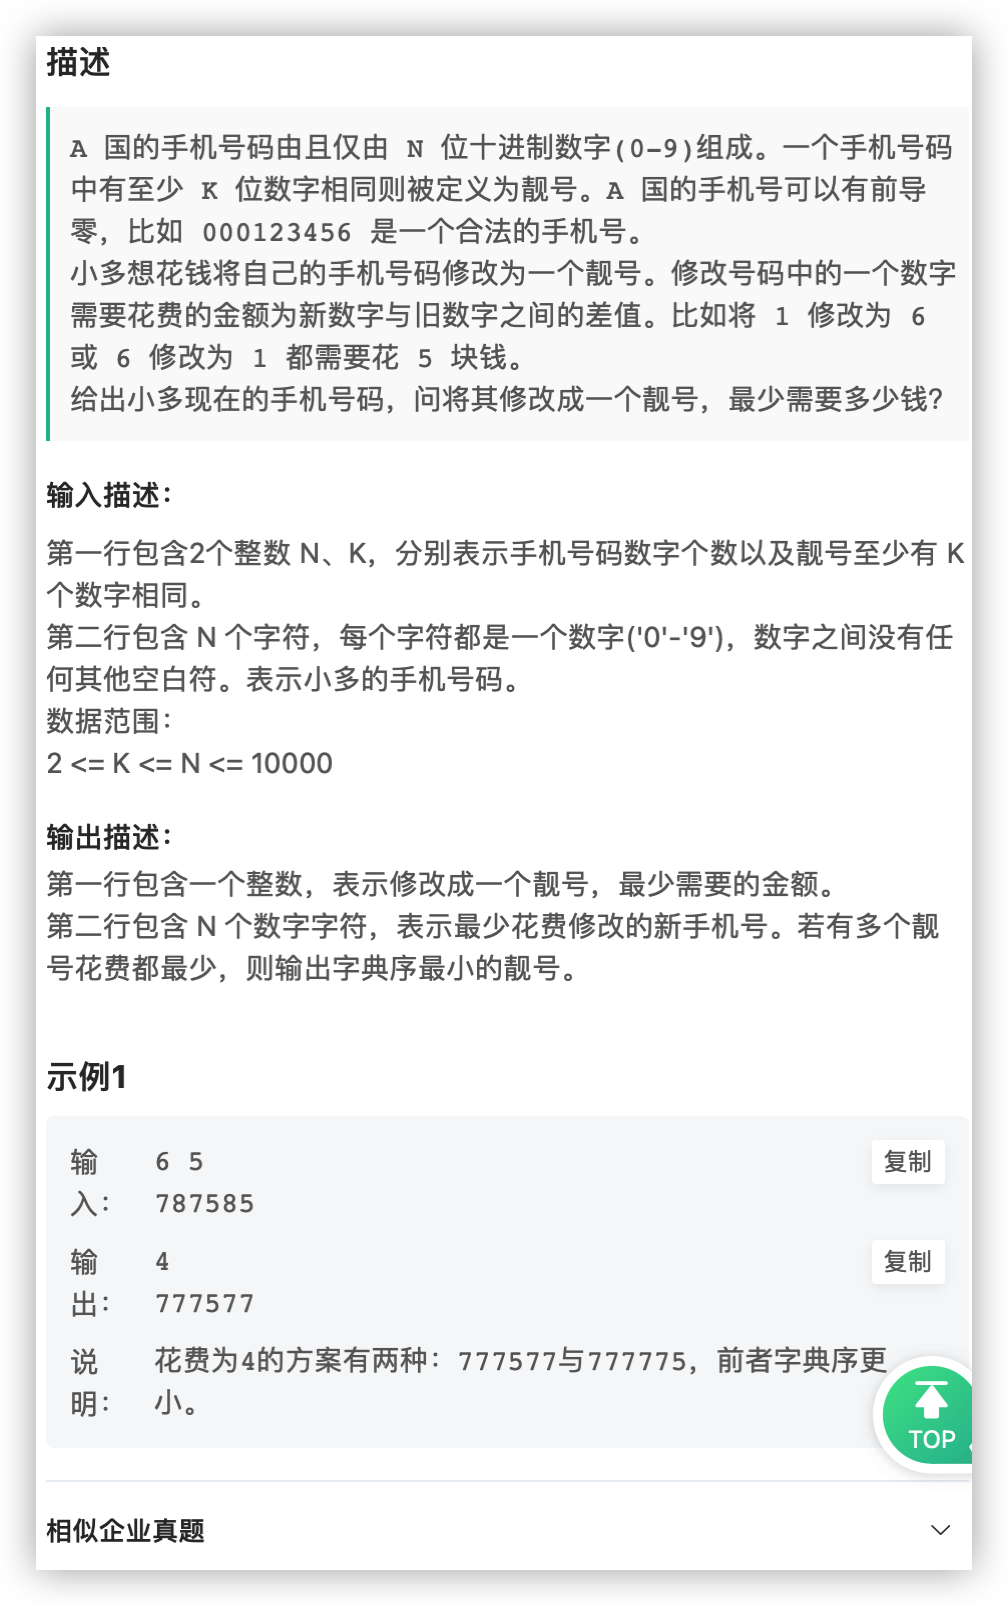 描述
A 国的手机号码由且仅由 N 位十进制数字(0-9)组成。一个手机号码
中有至少 K 位数字相同则被定义为靓号。A 国的手机号可以有前导
零，比如 000123456 是一个合法的手机号。
小多想花钱将自己的手机号码修改为一个靓号。修改号码中的一个数字
需要花费的金额为新数字与旧数字之间的差值。比如将 1 修改为 6
或 6 修改为 1 都需要花 5 块钱。
给出小多现在的手机号码，问将其修改成一个靓号，最少需要多少钱?
输入描述：
第一行包含2个整数 N、K，分别表示手机号码数字个数以及靓号至少有 K
个数字相同。
第二行包含 N 个字符，每个字符都是一个数字('0'-'9')，数字之间没有任
何其他空白符。表示小多的手机号码。
数据范围：
2 <= K <= N <= 10000
输出描述：
第一行包含一个整数，表示修改成一个靓号，最少需要的金额。
第二行包含 N 个数字字符，表示最少花费修改的新手机号。若有多个靓
号花费都最少，则输出字典序最小的靓号。
示例1
输 6 5 复制
入： 787585
输 4 复制
出： 777577
说 花费为4的方案有两种：777577与777775，前者字典序更
明： 小。
TOP
相似企业真题